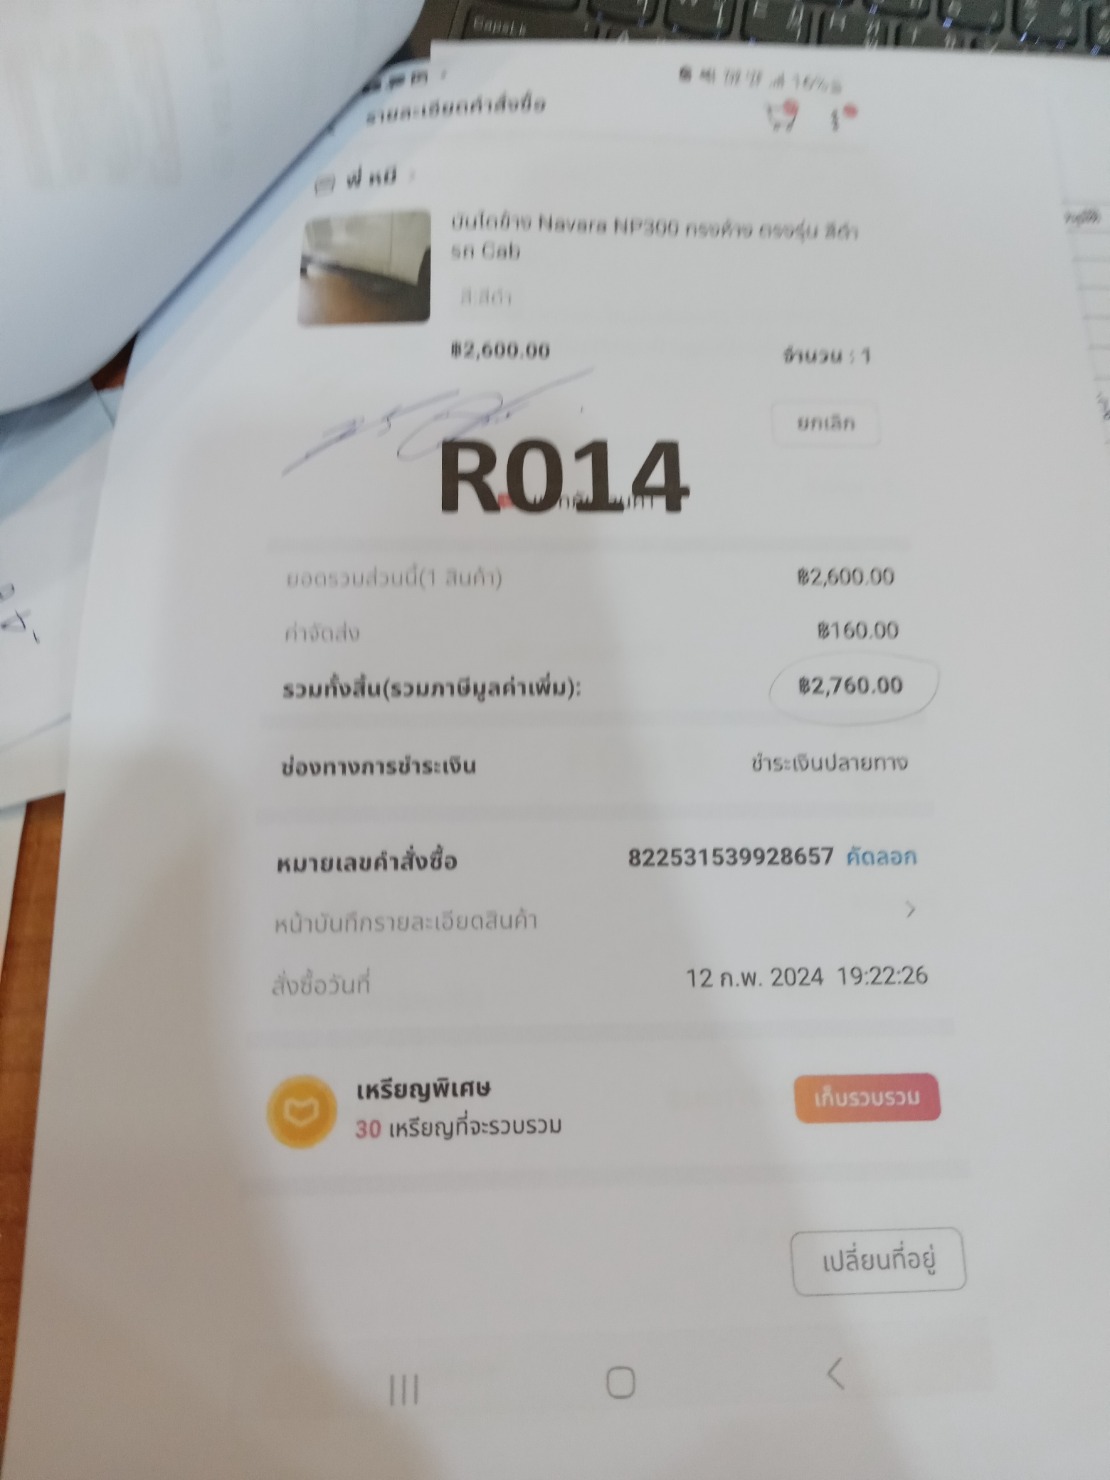 16%
รายละเอียดคำสั่งซื้อ
พี่ หมี
บันไดข้าง Navara NP300 ทรงห้าง ตรงรุ่น สีดำ
รถ Cab
สี:สีดำ
฿2,600.00 จำนวน : 1
ยกเลิก
R014
ยอดรวมส่วนนี้(1 สินค้า) ฿2,600.00
ค่าจัดส่ง ฿160.00
รวมทั้งสิ้น(รวมภาษีมูลค่าเพิ่ม): ฿2,760.00
ช่องทางการชำระเงิน ชำระเงินปลายทาง
หมายเลขคำสั่งซื้อ 822531539928657 คัดลอก
หน้าบันทึกรายละเอียดสินค้า
สั่งซื้อวันที่ 12 ก.พ. 2024 19:22:26
เหรียญพิเศษ
30 เหรียญที่จะรวบรวม
เก็บรวบรวม
เปลี่ยนที่อยู่